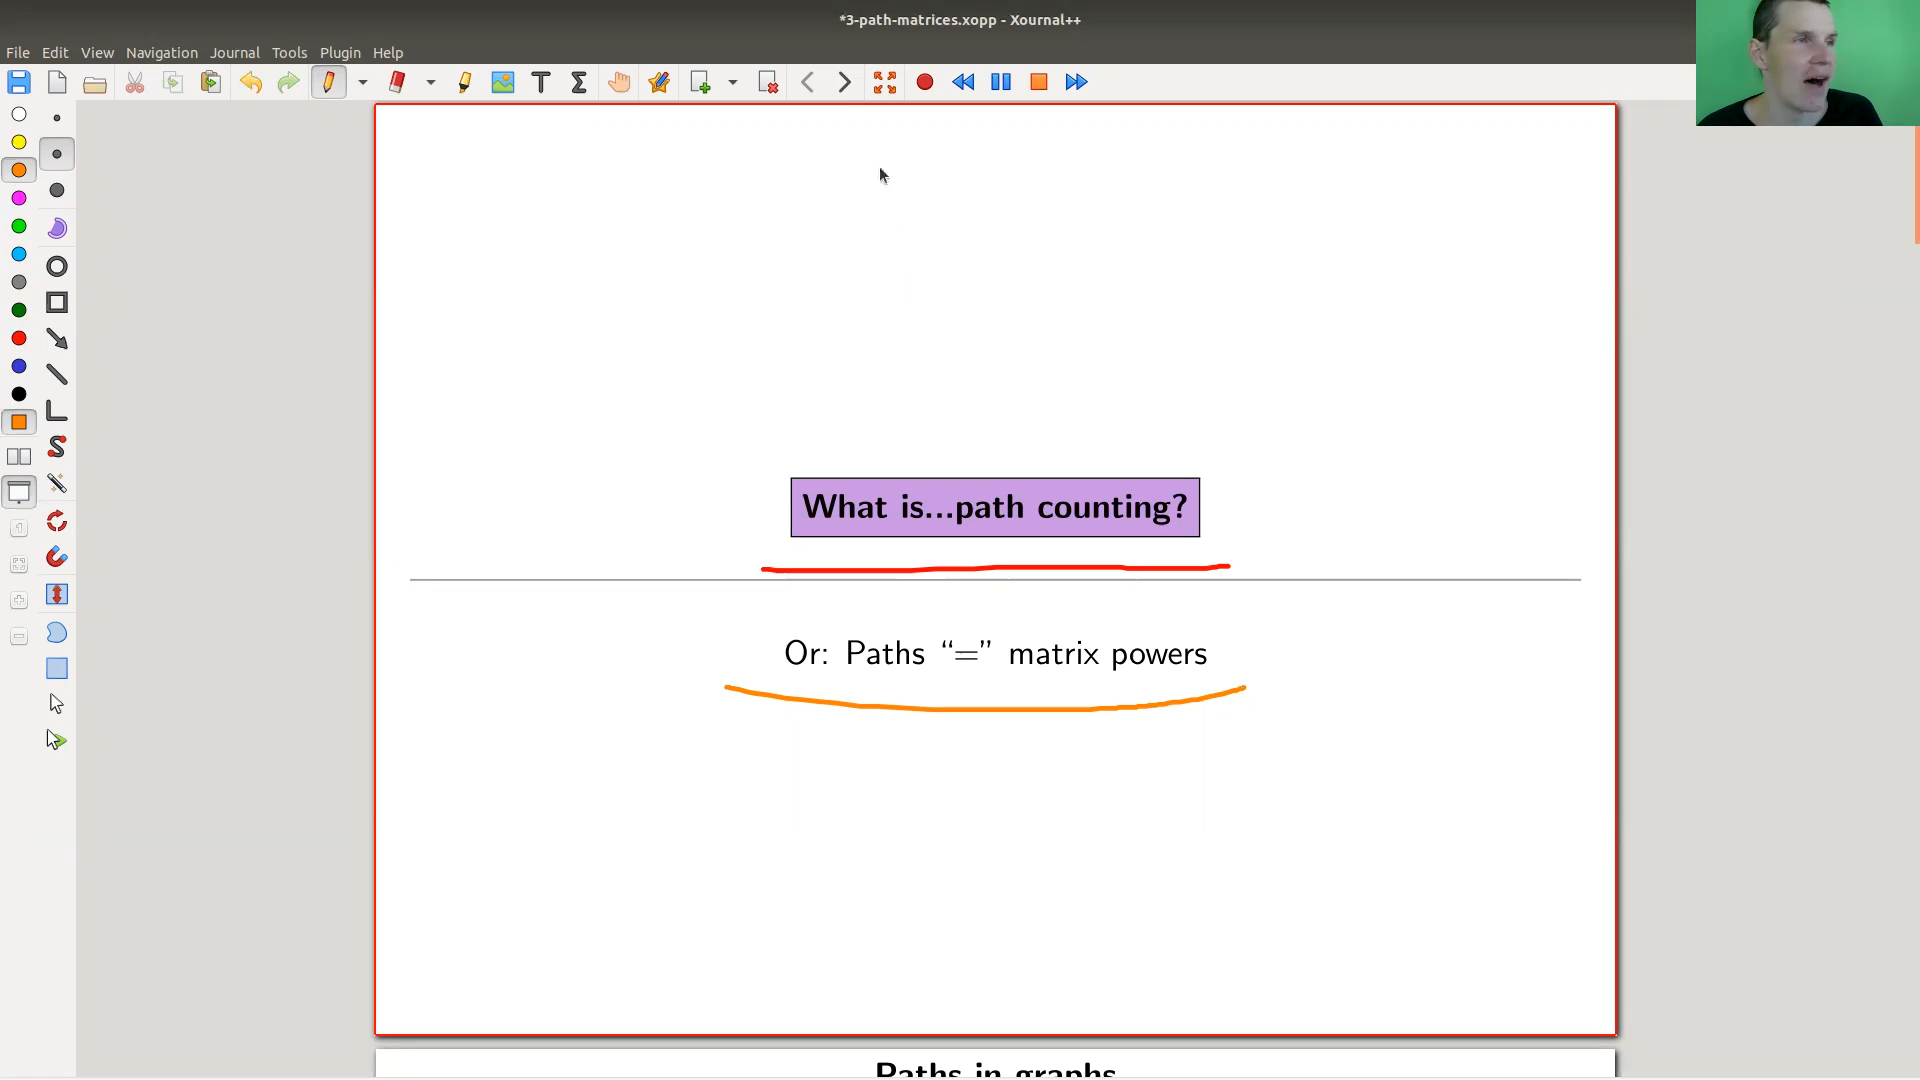 *3-path-matrices.xopp - Xournal++
File Edit View Navigation Journal Tools Plugin Help
What is...path counting?
Or: Paths “=” matrix powers
Paths in graphs